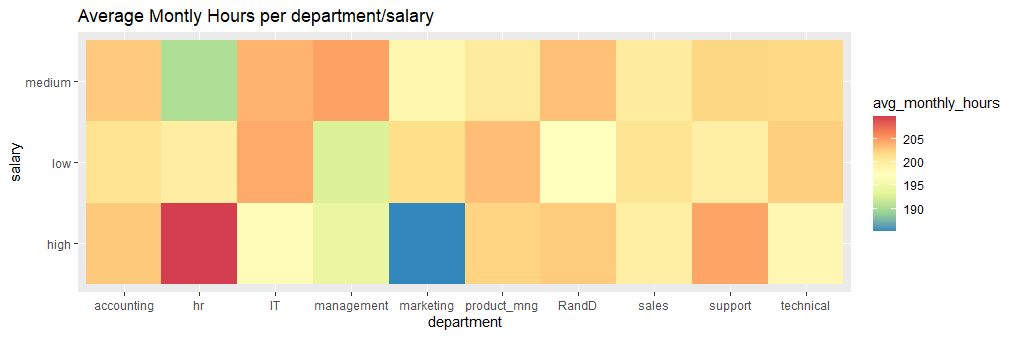 Average Montly Hours per department/salary
medium
low
high
salary
accounting hr IT management marketing product_mng RandD sales support technical
department
avg_monthly_hours
205
200
195
190